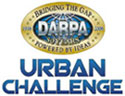 BRIDGING THE GAP
DARPA
POWERED BY IDEAS
URBAN
CHALLENGE